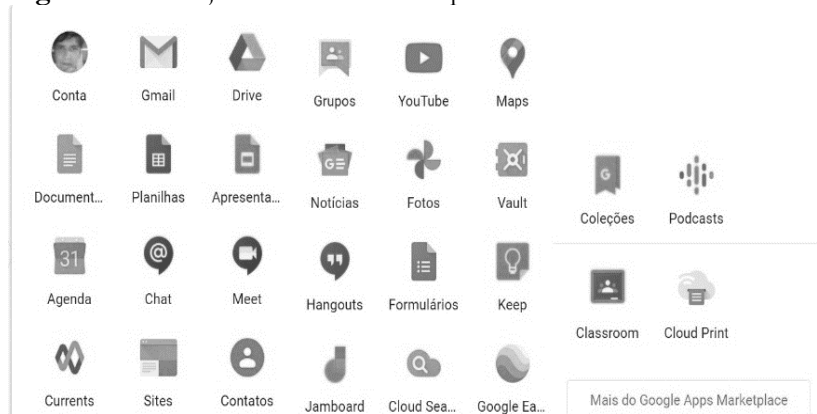 Conta Gmail Drive Grupos YouTube Maps
Document... Planilhas Apresenta... Notícias Fotos Vault
Coleções Podcasts
31
Agenda Chat Meet Hangouts Formulários Keep
Classroom Cloud Print
Currents Sites Contatos Jamboard Cloud Sea... Google Ea...
Mais do Google Apps Marketplace